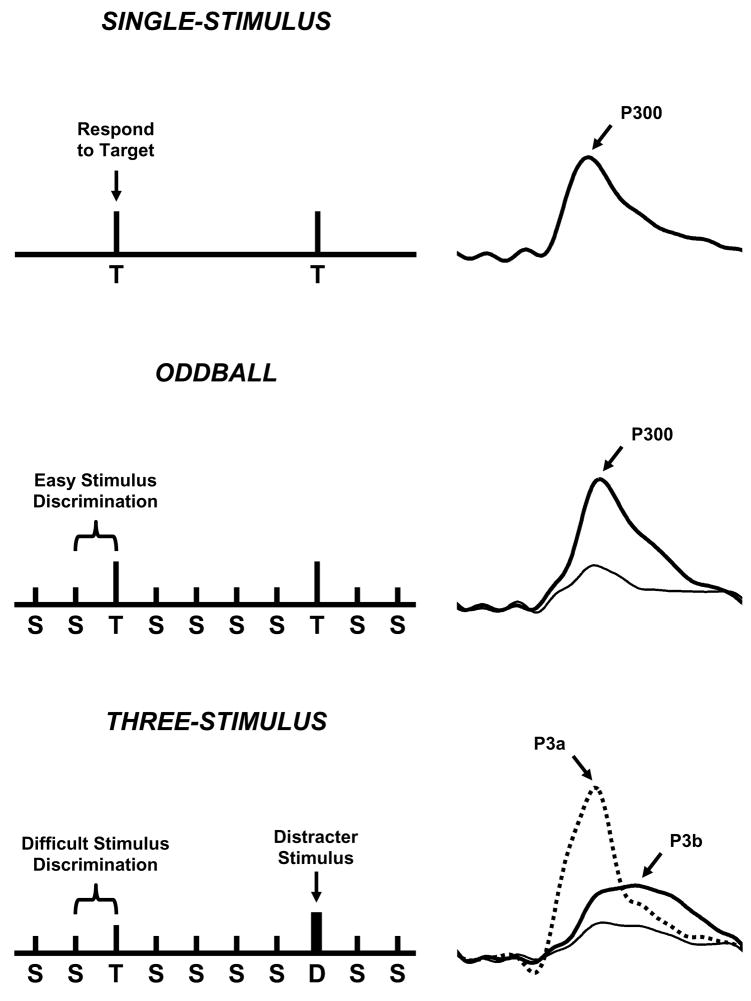 SINGLE-STIMULUS
Respond
to Target
T T
P300
ODDBALL
Easy Stimulus
Discrimination
S S T S S S S T S S
P300
THREE-STIMULUS
Difficult Stimulus
Discrimination
Distracter
Stimulus
S S T S S S S D S S
P3a
P3b